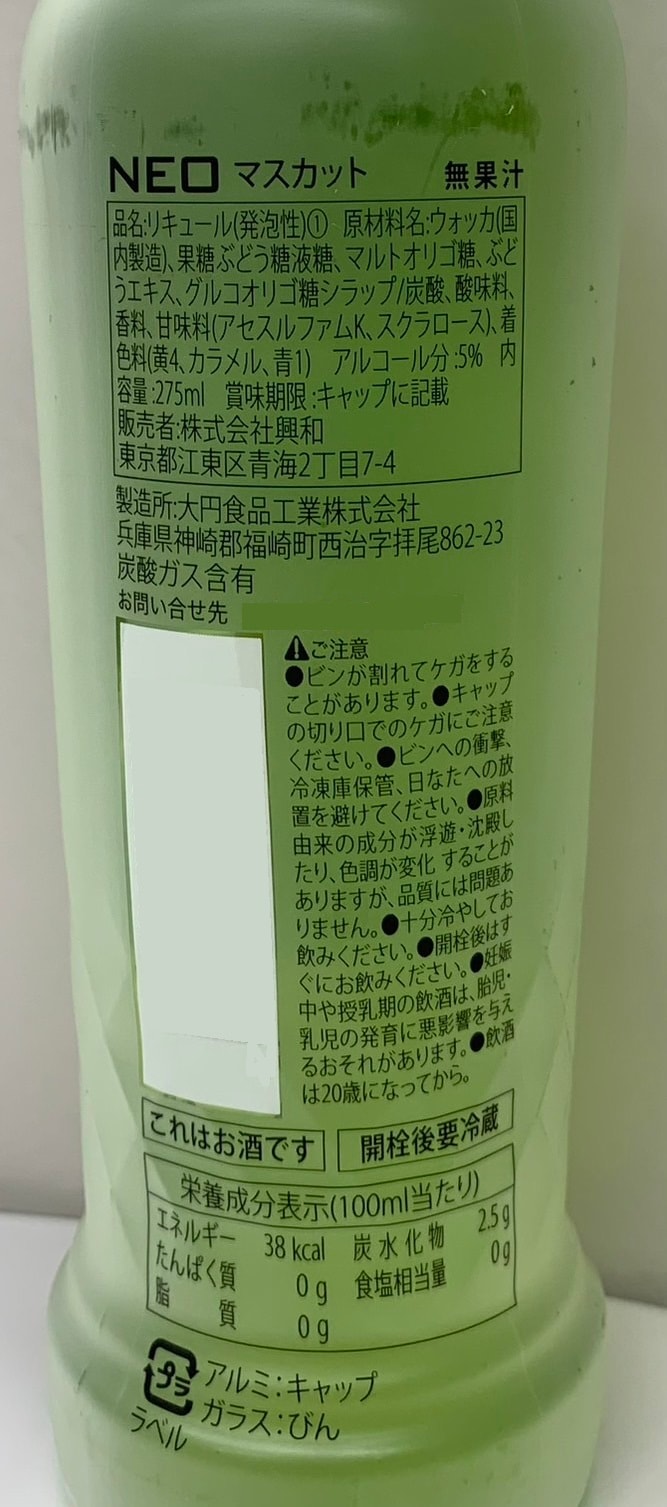 NEO マスカット 無果汁
品名:リキュール(発泡性)① 原材料名:ウォッカ(国
内製造)、果糖ぶどう糖液糖、マルトオリゴ糖、ぶど
うエキス、グルコオリゴ糖シラップ/炭酸、酸味料、
香料、甘味料(アセスルファムK、スクラロース)、着
色料(黄4、カラメル、青1) アルコール分:5% 内
容量:275ml 賞味期限:キャップに記載
販売者:株式会社興和
東京都江東区青海2丁目7-4
製造所:大円食品工業株式会社
兵庫県神崎郡福崎町西治字拝尾862-23
炭酸ガス含有
お問い合せ先
ご注意
●ビンが割れてケガをする
ことがあります。●キャップ
の切り口でのケガにご注意
ください。●ビンへの衝撃、
冷凍庫保管、日なたへの放
置を避けてください。●原料
由来の成分が浮遊・沈殿し
たり、色調が変化することが
ありますが、品質には問題あ
りません。●十分冷やしてお
飲みください。●開栓後はす
ぐにお飲みください。●妊娠
中や授乳期の飲酒は、胎児・
乳児の発育に悪影響を与え
るおそれがあります。●飲酒
は20歳になってから。
これはお酒です 開栓後要冷蔵
栄養成分表示(100ml当たり)
エネルギー 38 kcal 炭水化物 2.5g
たんぱく質 0g 食塩相当量 0g
脂質 0g
プラ アルミ:キャップ
ラベル ガラス:びん